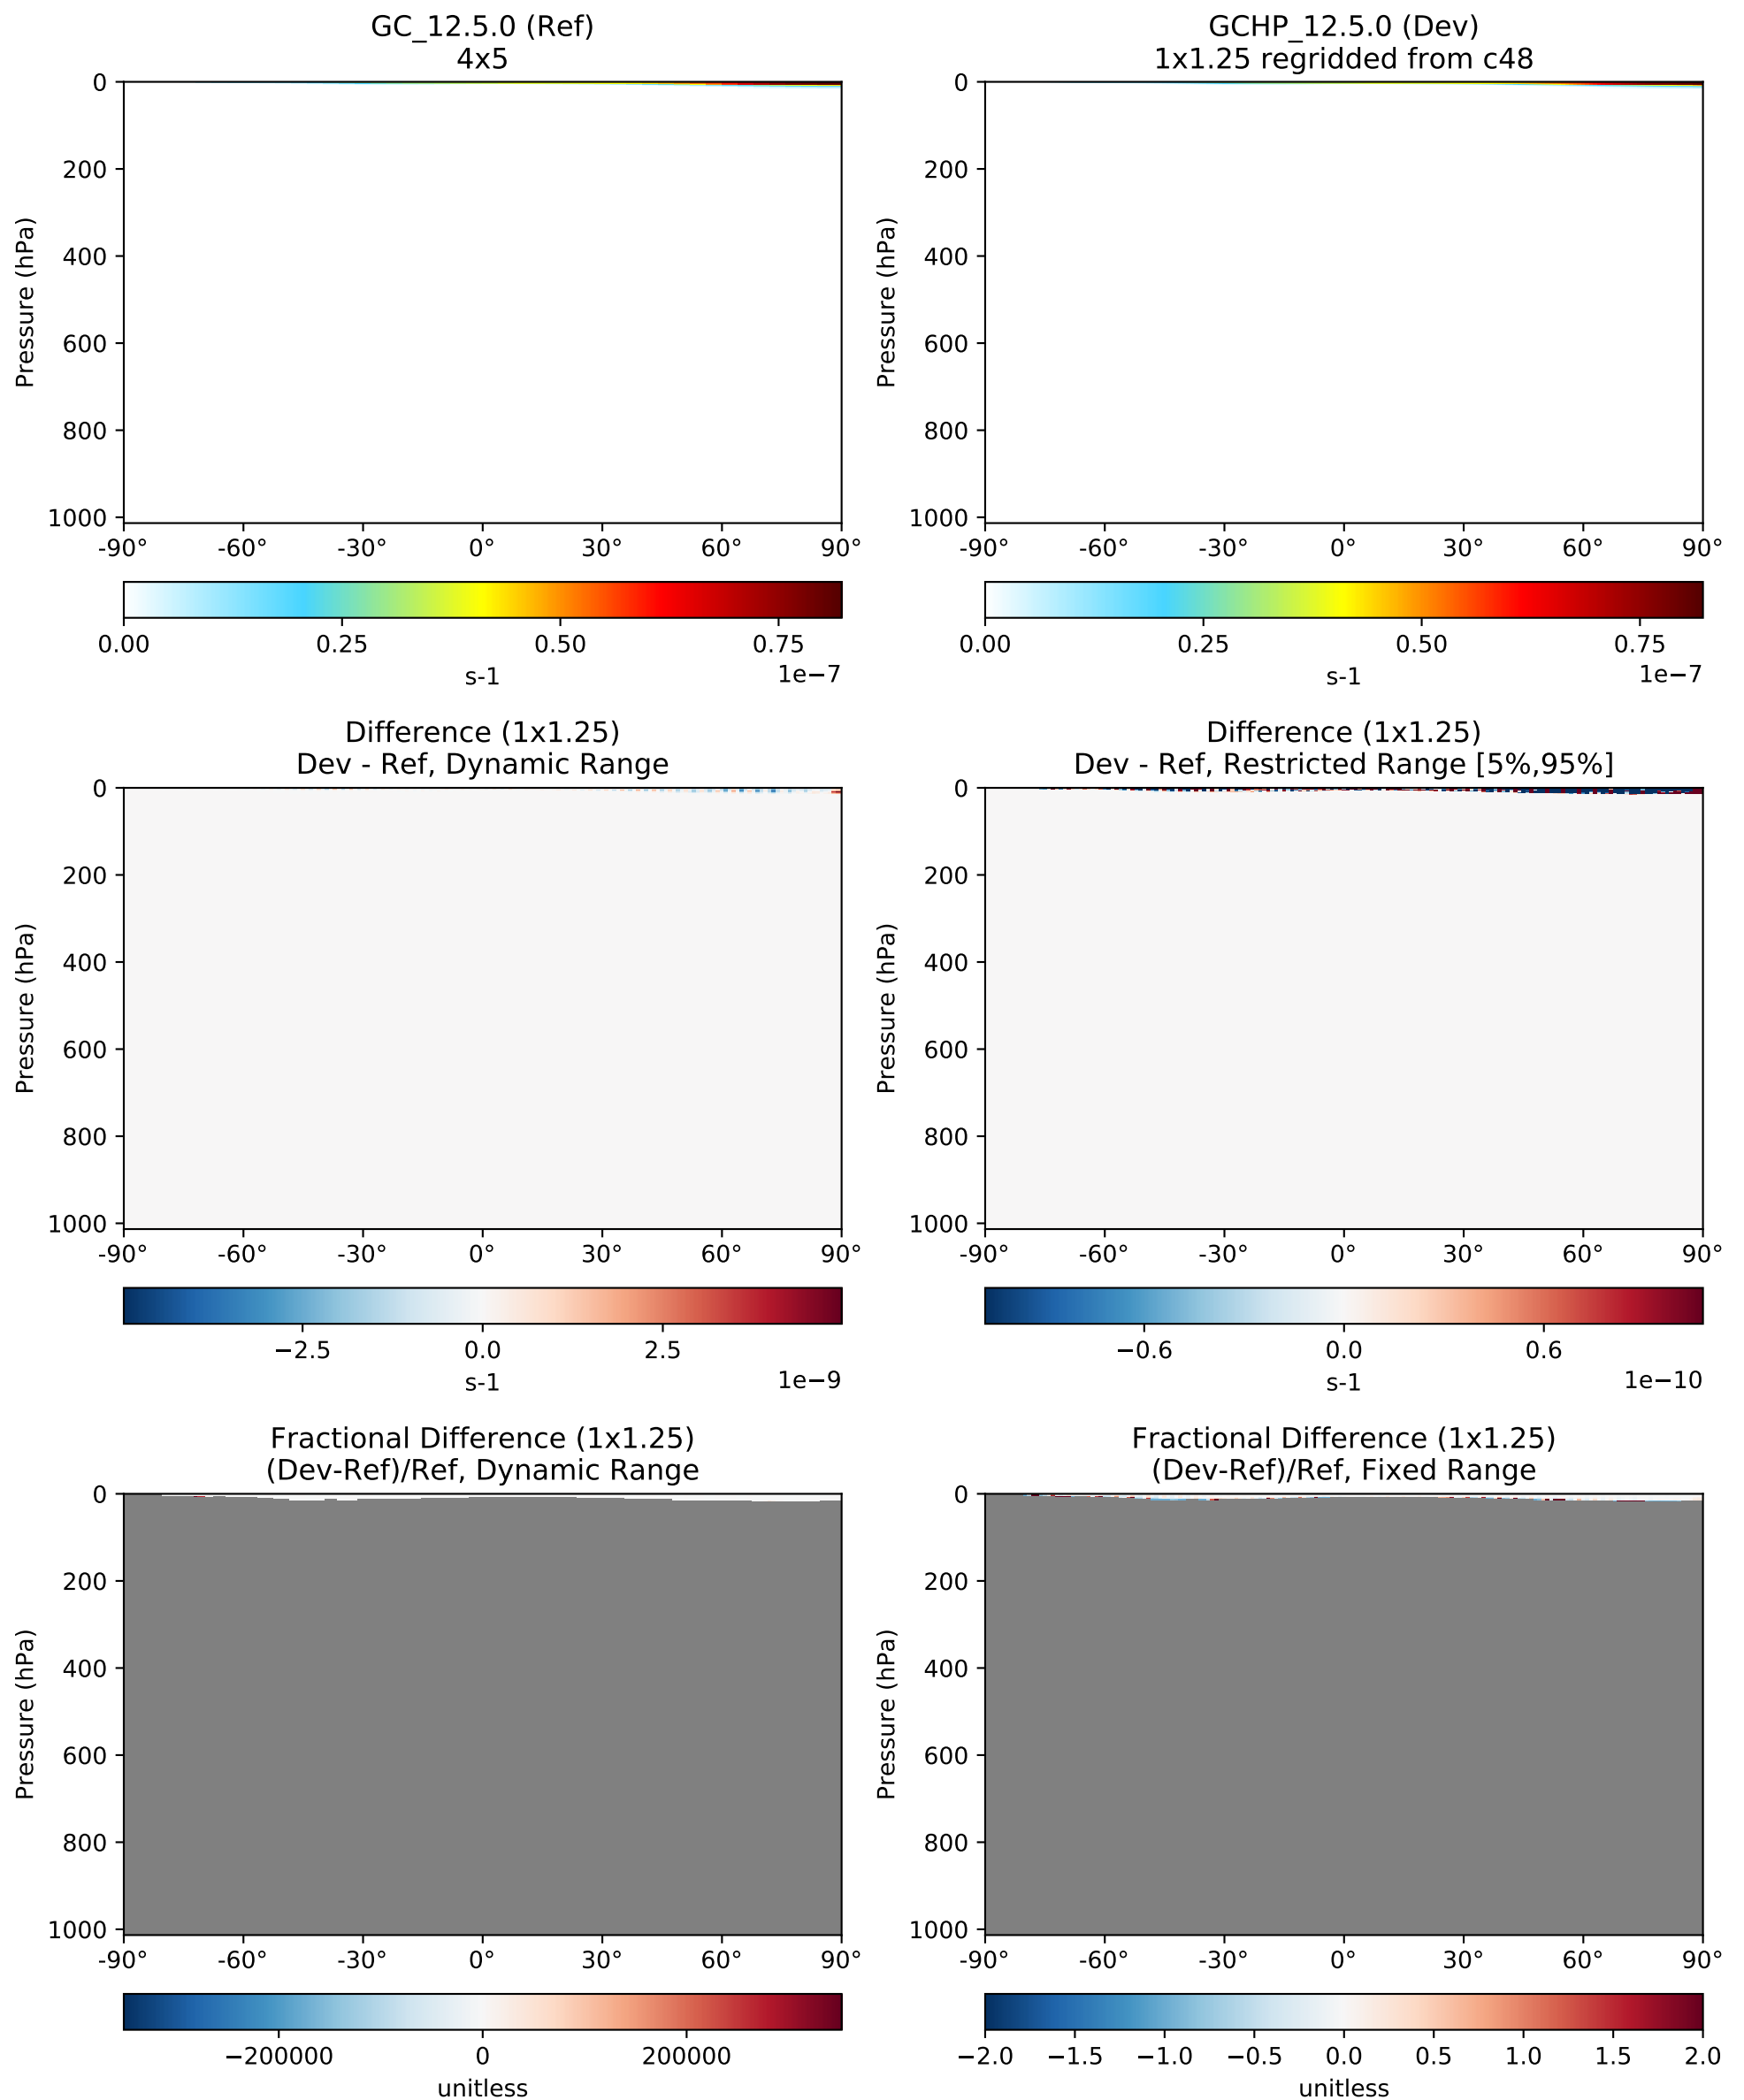 GC_12.5.0 (Ref)
4x5
0
200
400
600
800
1000
Pressure (hPa)
-90° -60° -30° 0° 30° 60° 90°
0.00 0.25 0.50 0.75
1e−7
s-1
GCHP_12.5.0 (Dev)
1x1.25 regridded from c48
0
200
400
600
800
1000
Pressure (hPa)
-90° -60° -30° 0° 30° 60° 90°
0.00 0.25 0.50 0.75
1e−7
s-1
Difference (1x1.25)
Dev - Ref, Dynamic Range
0
200
400
600
800
1000
Pressure (hPa)
-90° -60° -30° 0° 30° 60° 90°
−2.5 0.0 2.5
1e−9
s-1
Difference (1x1.25)
Dev - Ref, Restricted Range [5%,95%]
0
200
400
600
800
1000
Pressure (hPa)
-90° -60° -30° 0° 30° 60° 90°
−0.6 0.0 0.6
1e−10
s-1
Fractional Difference (1x1.25)
(Dev-Ref)/Ref, Dynamic Range
0
200
400
600
800
1000
Pressure (hPa)
-90° -60° -30° 0° 30° 60° 90°
−200000 0 200000
unitless
Fractional Difference (1x1.25)
(Dev-Ref)/Ref, Fixed Range
0
200
400
600
800
1000
Pressure (hPa)
-90° -60° -30° 0° 30° 60° 90°
−2.0 −1.5 −1.0 −0.5 0.0 0.5 1.0 1.5 2.0
unitless